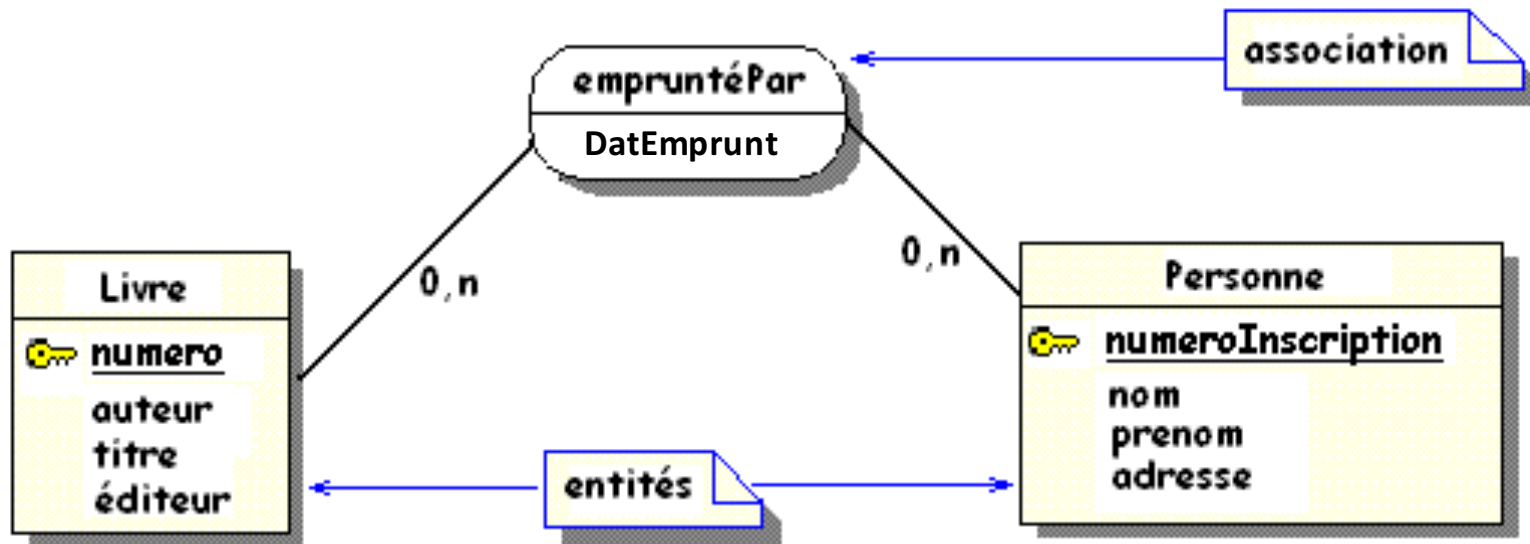 association
empruntéPar
DatEmprunt
0,n
0,n
Livre
numero
auteur
titre
éditeur
Personne
numeroInscription
nom
prenom
adresse
entités